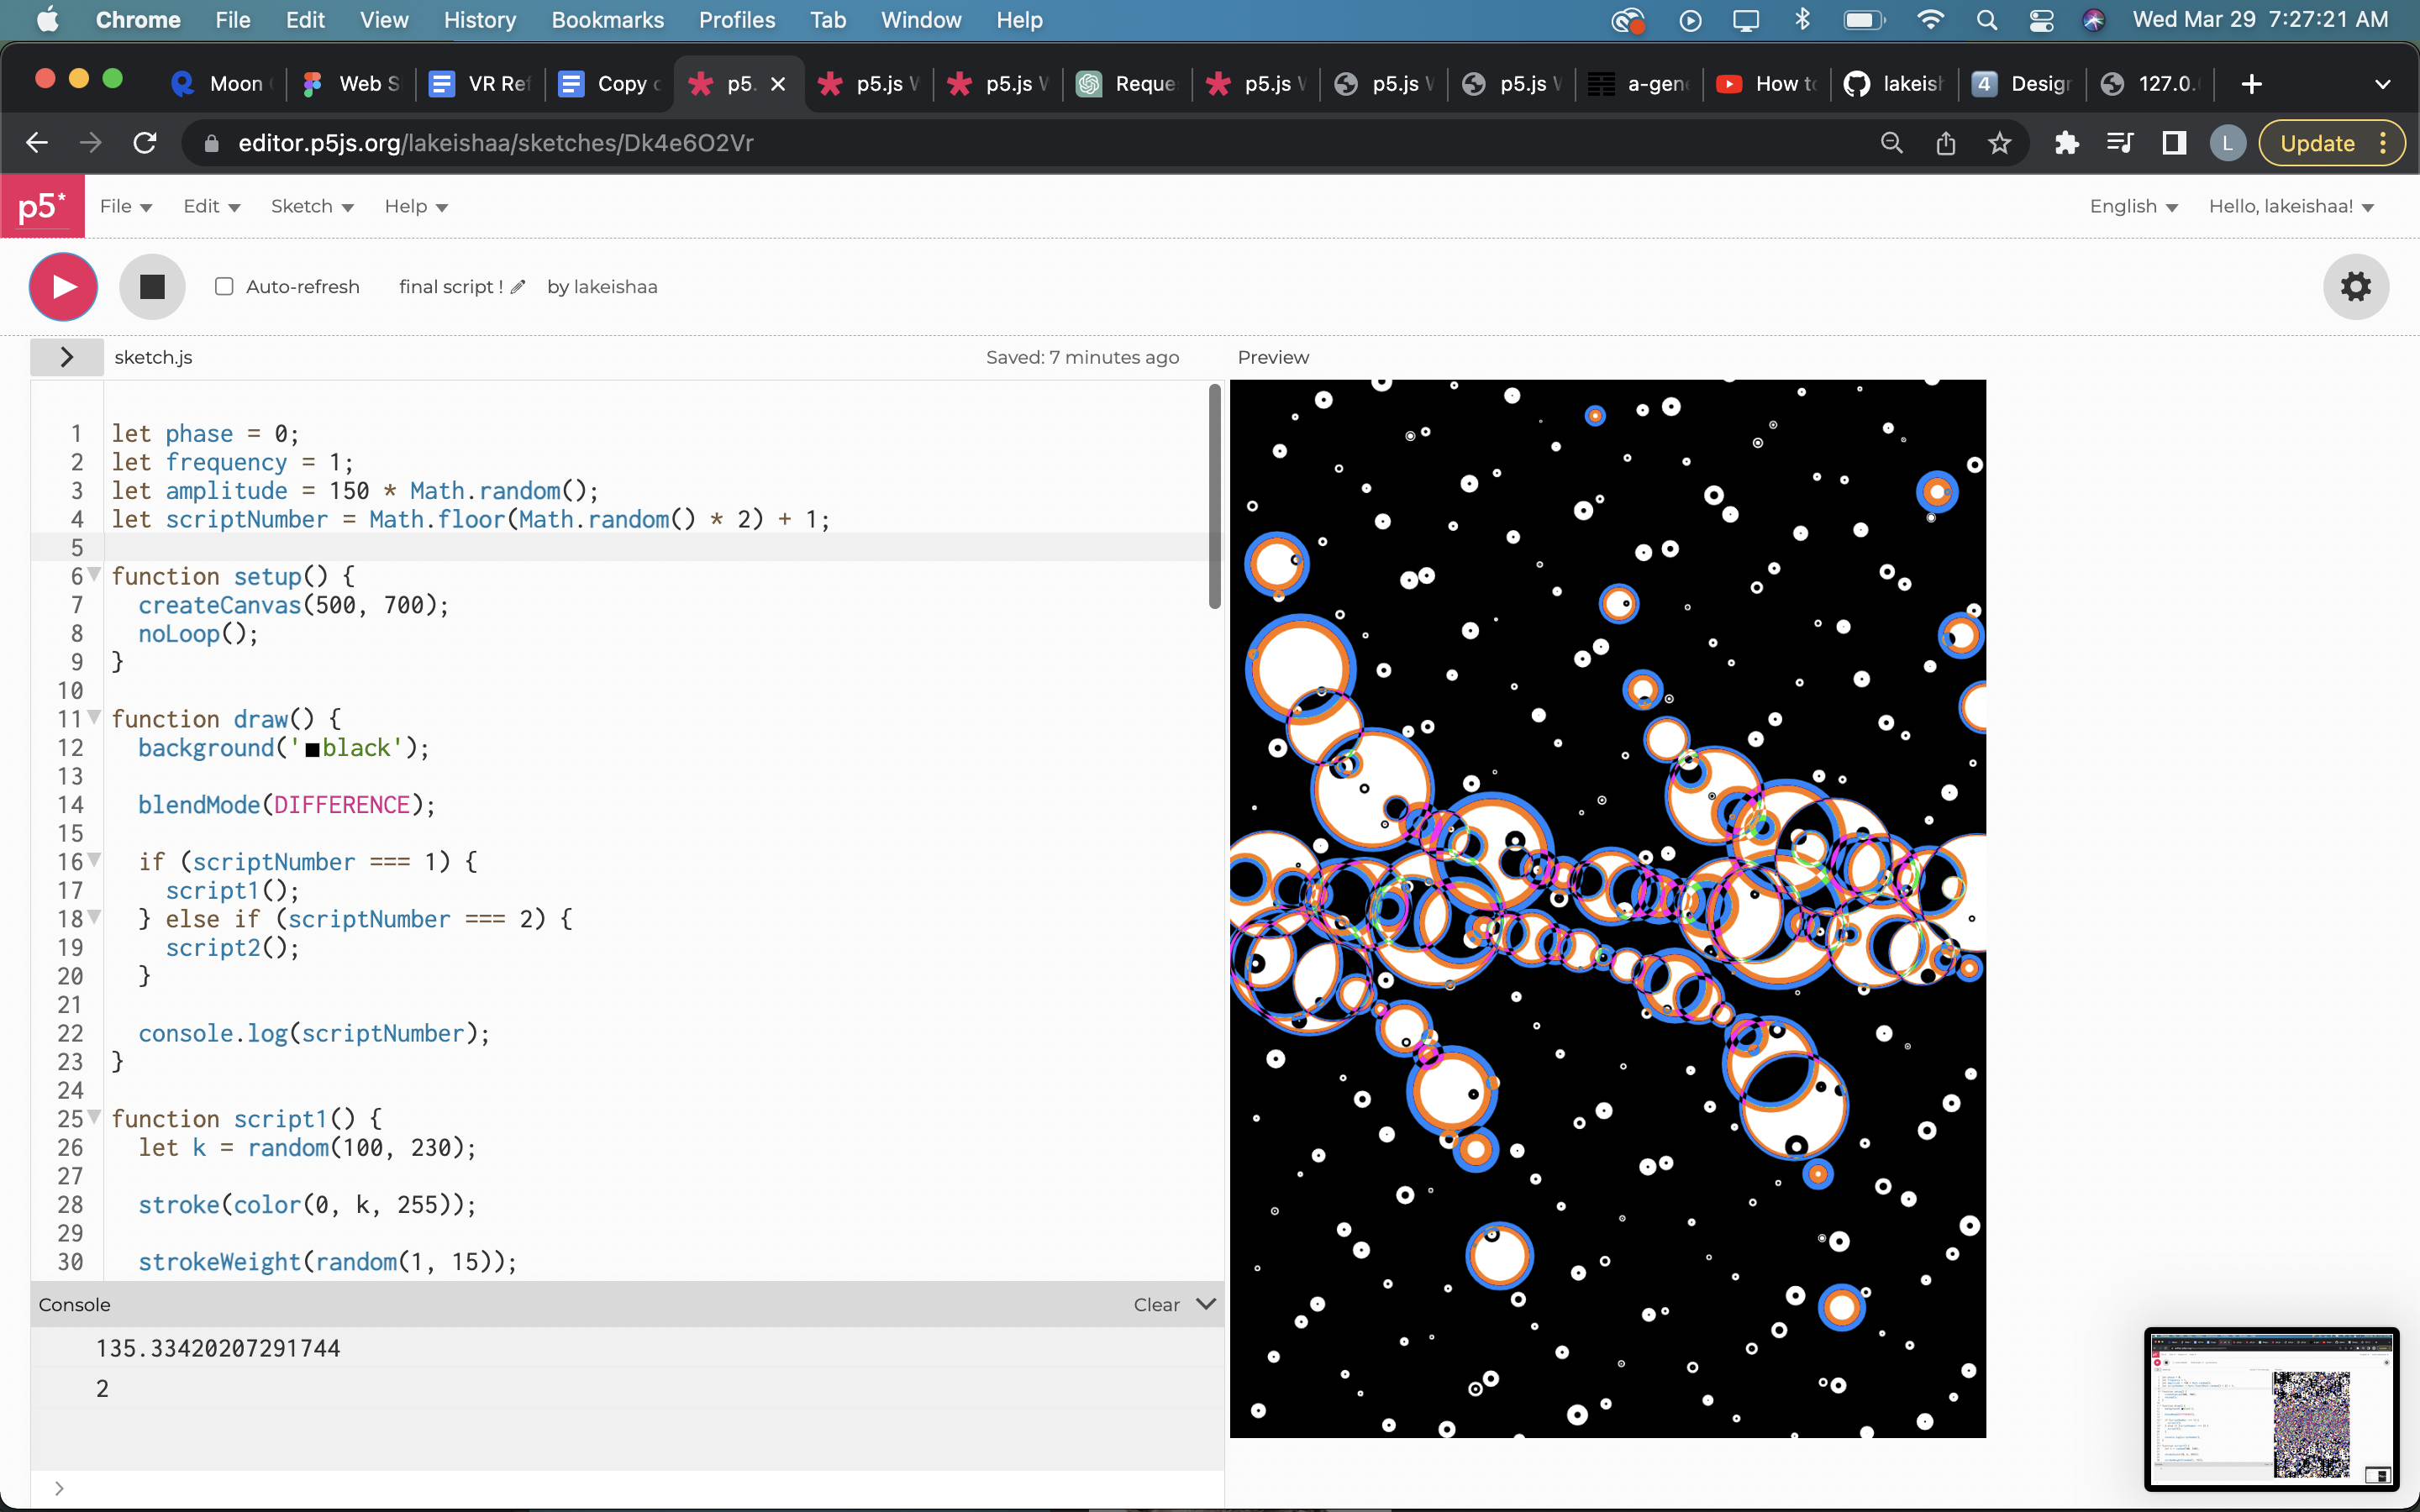 Chrome File Edit View History Bookmarks Profiles Tab Window Help Wed Mar 29 7:27:21 AM
Moon Web S VR Ref Copy p5. p5.js p5.js Reque p5.js p5.js p5.js a-gen How to lakeish 4 Design 127.0.
editor.p5js.org/lakeishaa/sketches/Dk4e6O2Vr L Update
p5* File Edit Sketch Help English Hello, lakeishaa!
Auto-refresh final script ! by lakeishaa
sketch.js Saved: 7 minutes ago Preview
1 let phase = 0;
2 let frequency = 1;
3 let amplitude = 150 * Math.random();
4 let scriptNumber = Math.floor(Math.random() * 2) + 1;
5
6 function setup() {
7 createCanvas(500, 700);
8 noLoop();
9 }
10
11 function draw() {
12 background('black');
13
14 blendMode(DIFFERENCE);
15
16 if (scriptNumber === 1) {
17 script1();
18 } else if (scriptNumber === 2) {
19 script2();
20 }
21
22 console.log(scriptNumber);
23 }
24
25 function script1() {
26 let k = random(100, 230);
27
28 stroke(color(0, k, 255));
29
30 strokeWeight(random(1, 15));
Console Clear
135.33420207291744
2